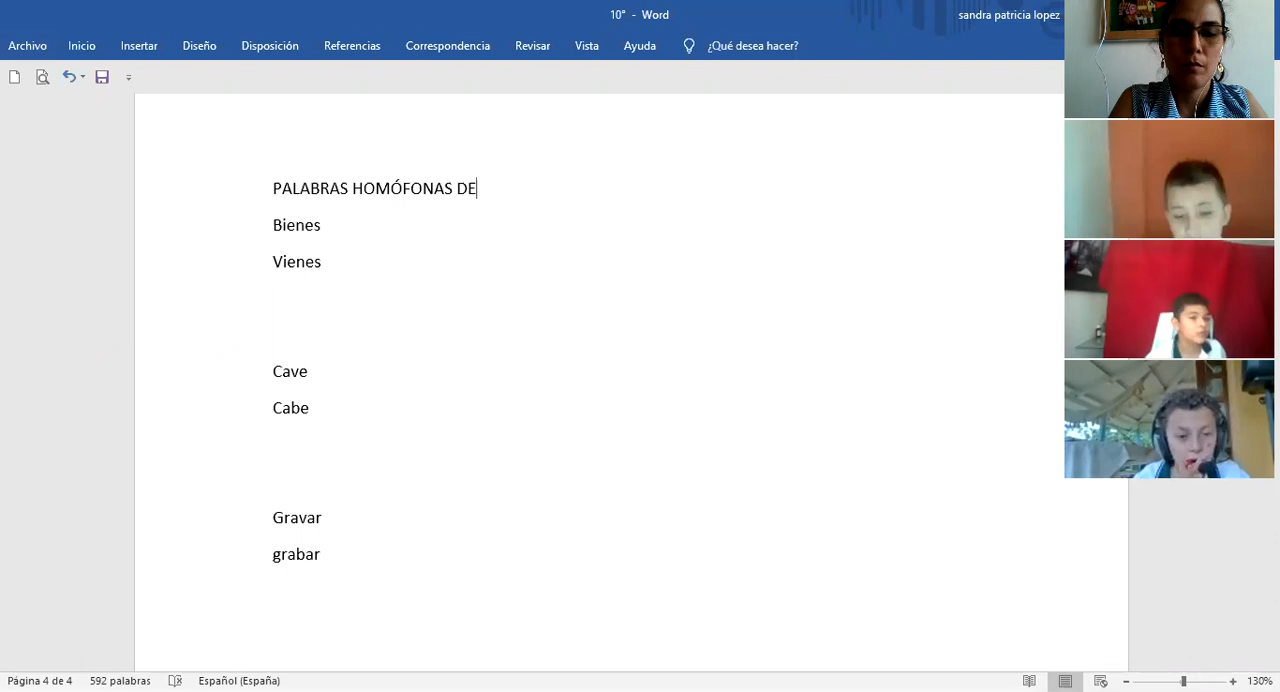 10° - Word
sandra patricia lopez
Archivo Inicio Insertar Diseño Disposición Referencias Correspondencia Revisar Vista Ayuda ¿Qué desea hacer?
PALABRAS HOMÓFONAS DE
Bienes
Vienes
Cave
Cabe
Gravar
grabar
Página 4 de 4 592 palabras Español (España) 130%